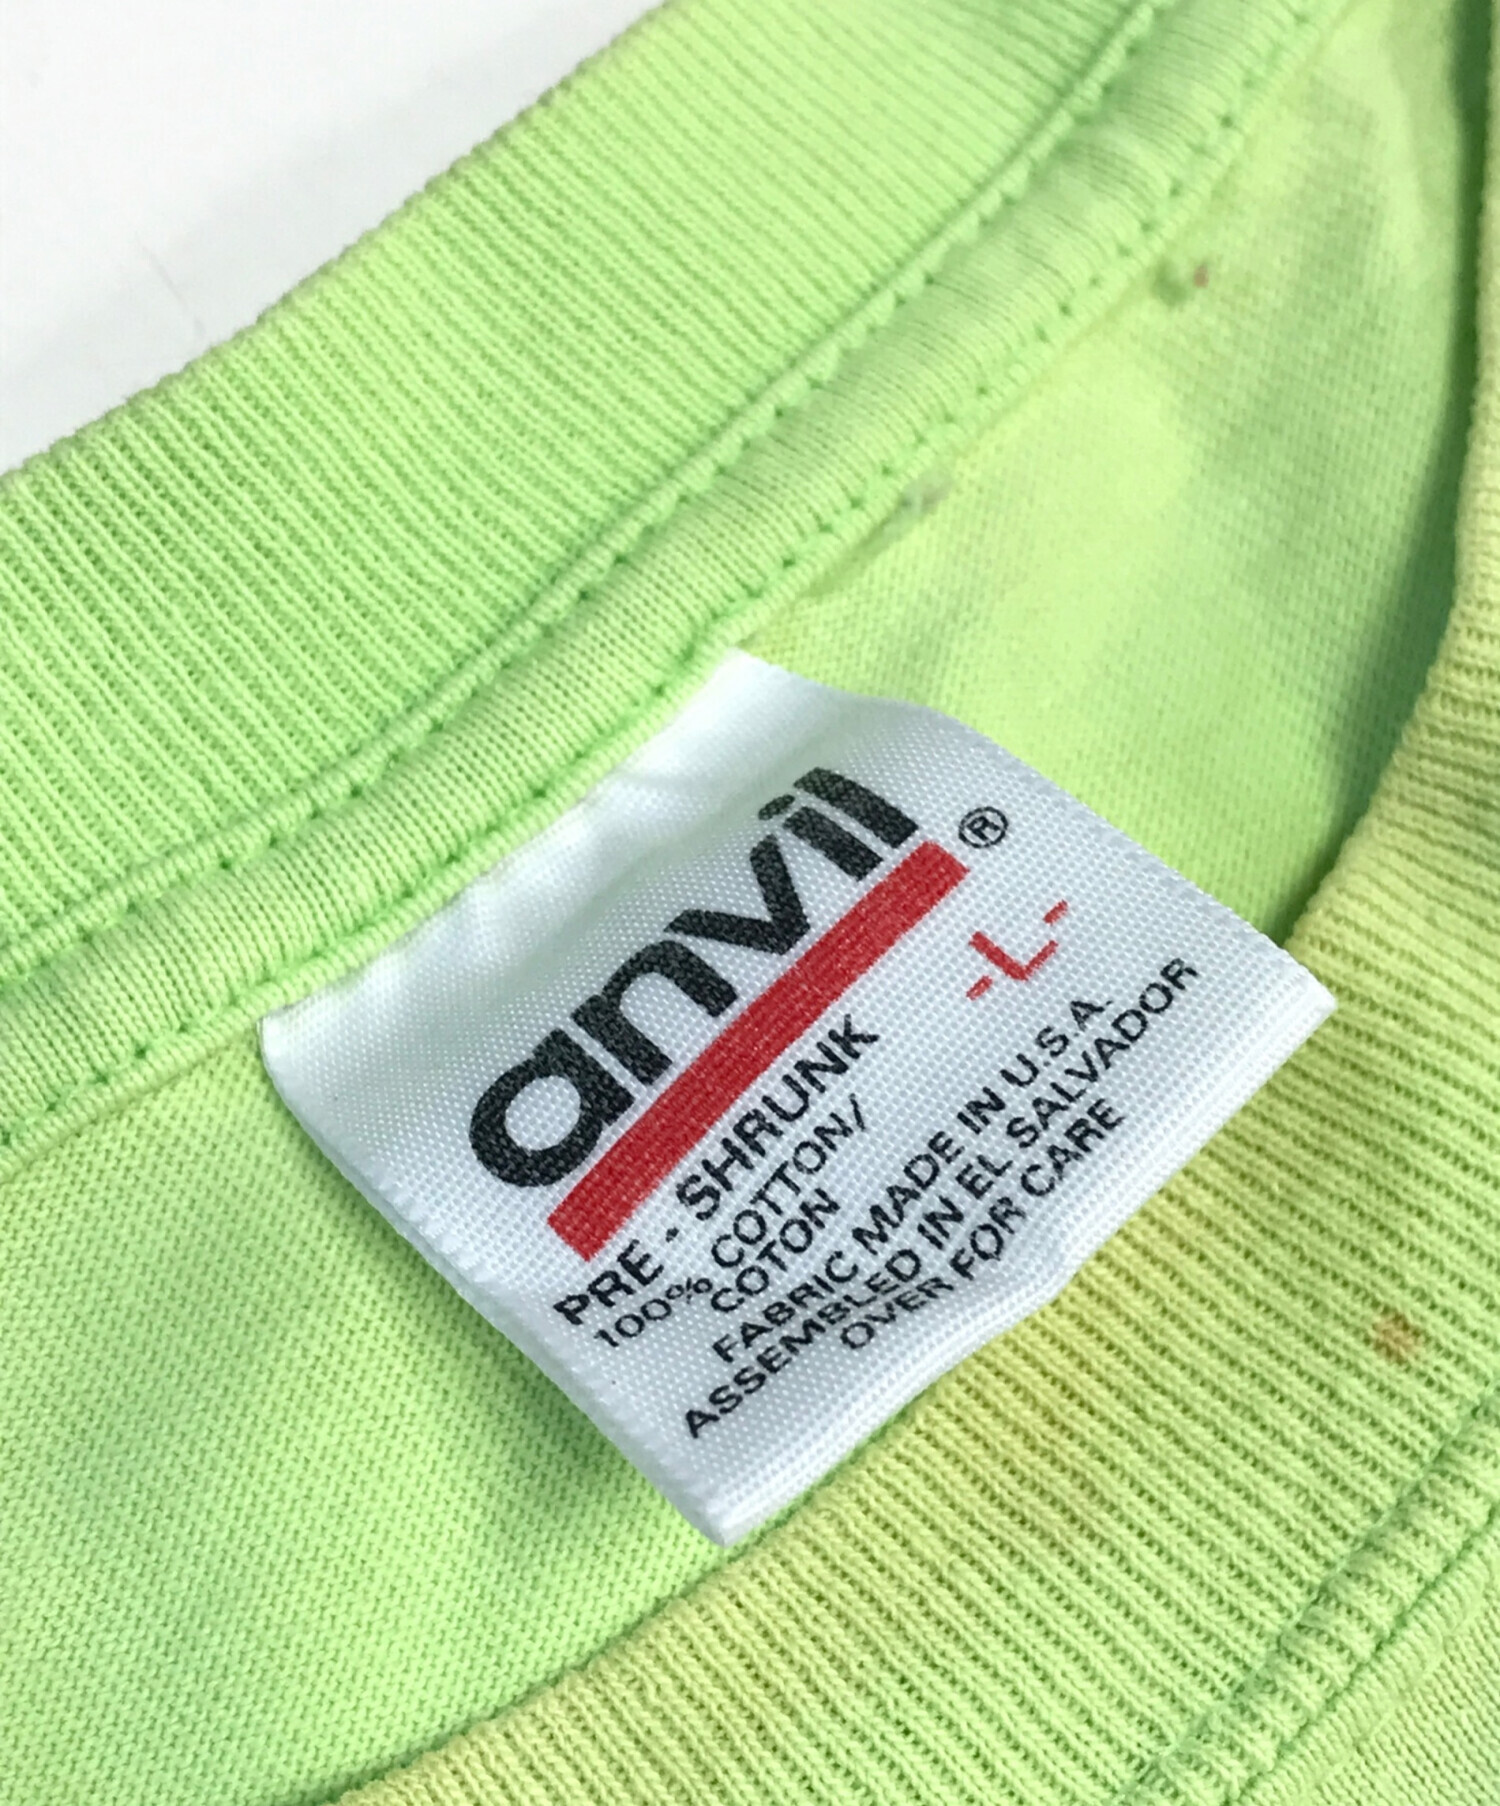 anvil®
-L-
PRE-SHRUNK
100% COTTON/
COTON
FABRIC MADE IN U.S.A.
ASSEMBLED IN EL SALVADOR
OVER FOR CARE